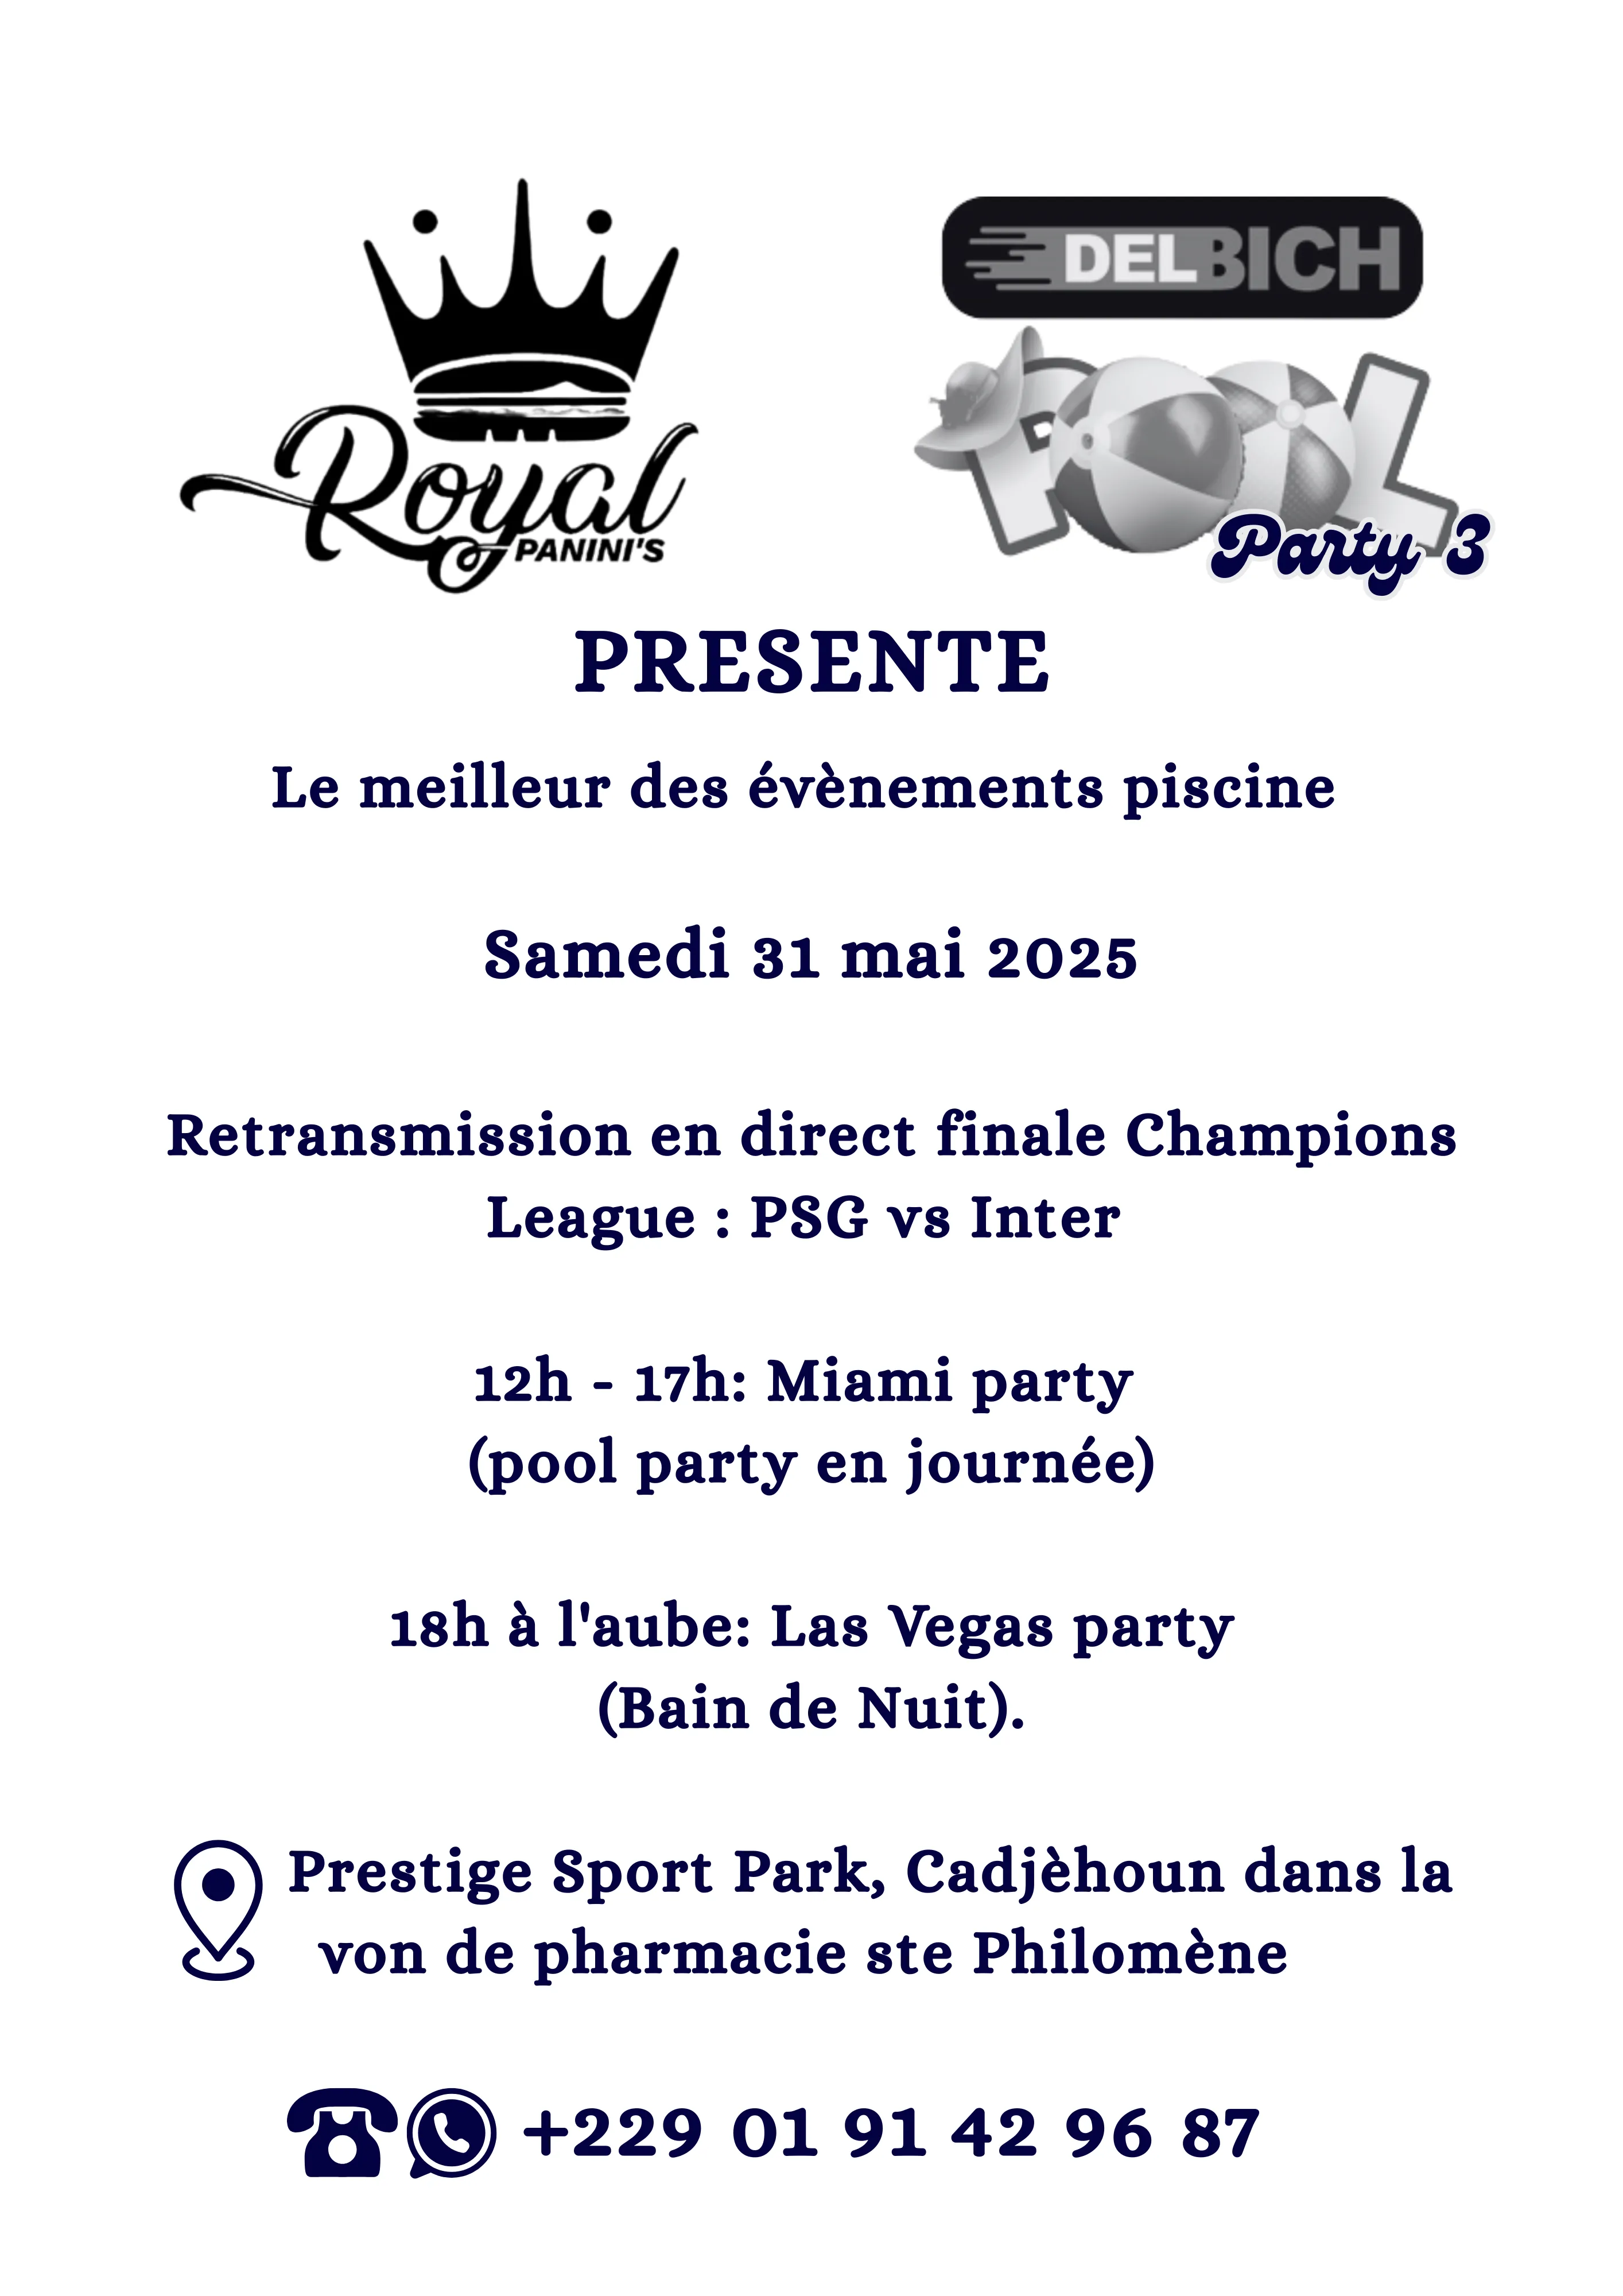 Royal
PANINI'S
DELBICH
POOL
Party 3
PRESENTE
Le meilleur des évènements piscine
Samedi 31 mai 2025
Retransmission en direct finale Champions
League : PSG vs Inter
12h - 17h: Miami party
(pool party en journée)
18h à l'aube: Las Vegas party
(Bain de Nuit).
Prestige Sport Park, Cadjèhoun dans la
von de pharmacie ste Philomène
+229 01 91 42 96 87